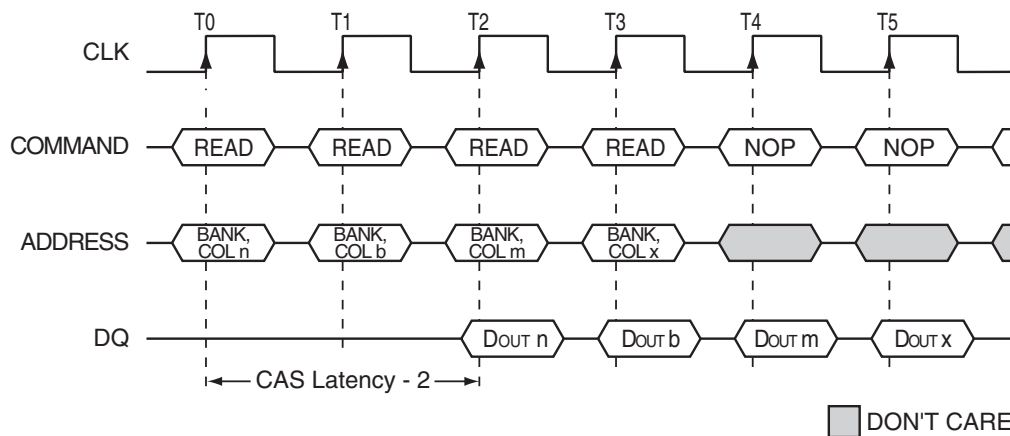 T0 T1 T2 T3 T4 T5
CLK
COMMAND READ READ READ READ NOP NOP
ADDRESS BANK, COL n BANK, COL b BANK, COL m BANK, COL x
DQ DOUT n DOUT b DOUT m DOUT x
CAS Latency - 2
DON'T CARE